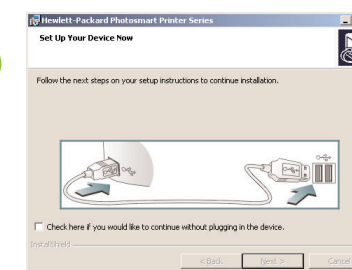 Hewlett-Packard Photosmart Printer Series
Set Up Your Device Now
Follow the next steps on your setup instructions to continue installation.
Check here if you would like to continue without plugging in the device.
InstallShield
< Back
Next >
Cancel